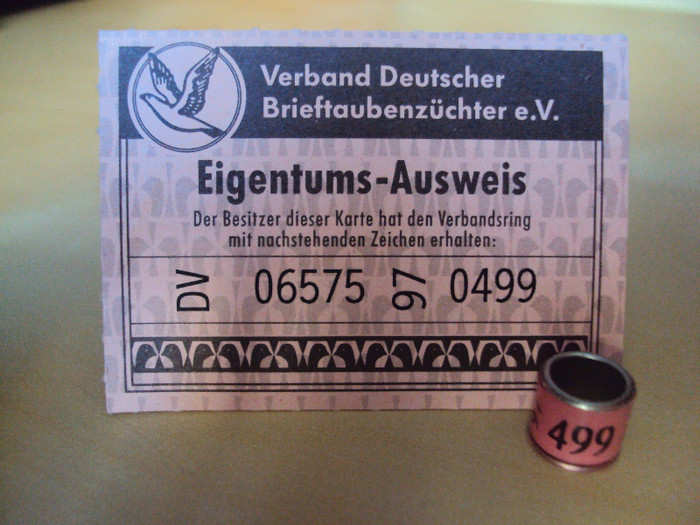 Verband Deutscher
Brieftaubenzüchter e.V.
Eigentums-Ausweis
Der Besitzer dieser Karte hat den Verbandsring
mit nachstehenden Zeichen erhalten:
DV 06575 97 0499
499